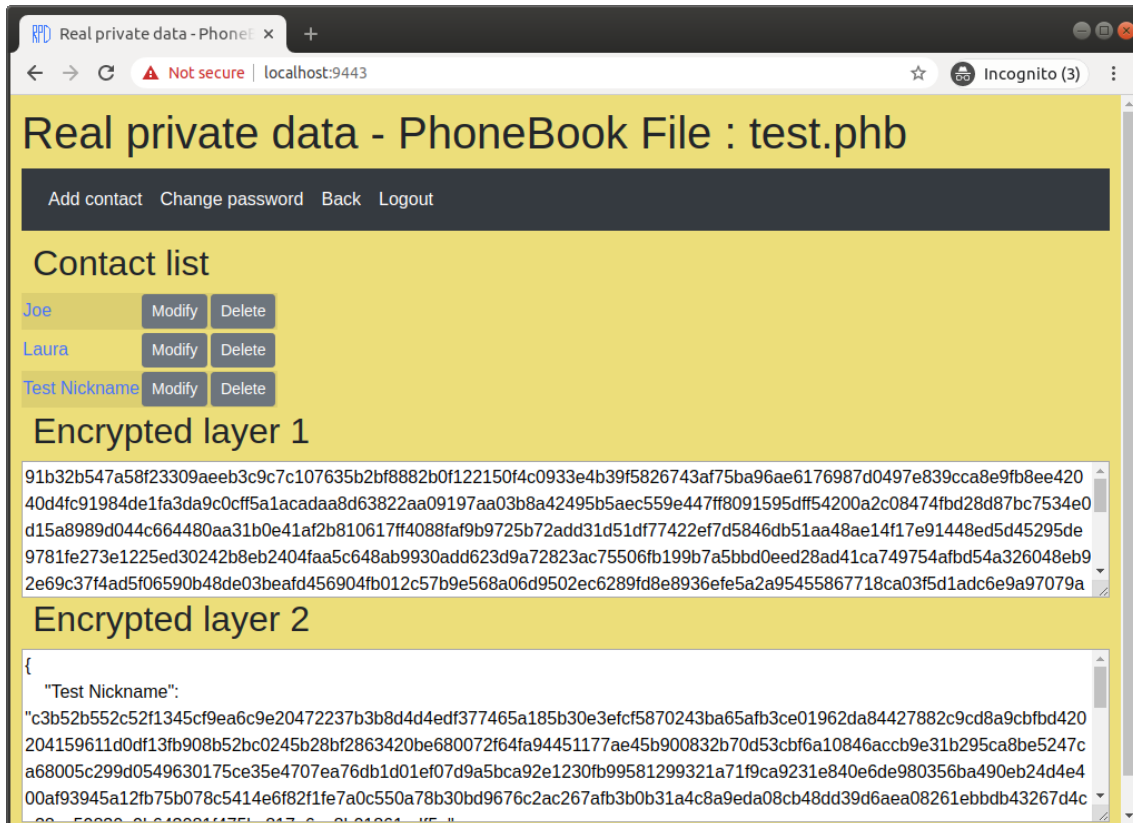 Real private data - PhoneB
Not secure | localhost:9443
Incognito (3)
Real private data - PhoneBook File : test.phb
Add contact Change password Back Logout
Contact list
Joe Modify Delete
Laura Modify Delete
Test Nickname Modify Delete
Encrypted layer 1
91b32b547a58f23309aeeb3c9c7c107635b2bf8882b0f122150f4c0933e4b39f5826743af75ba96ae6176987d0497e839cca8e9fb8ee420
40d4fc91984de1fa3da9c0cff5a1acadaa8d63822aa09197aa03b8a42495b5aec559e447ff8091595dff54200a2c08474fbd28d87bc7534e0
d15a8989d044c664480aa31b0e41af2b810617ff4088faf9b9725b72add31d51df77422ef7d5846db51aa48ae14f17e91448ed5d45295de
9781fe273e1225ed30242b8eb2404faa5c648ab9930add623d9a72823ac75506fb199b7a5bbd0eed28ad41ca749754afbd54a326048eb9
2e69c37f4ad5f06590b48de03beafd456904fb012c57b9e568a06d9502ec6289fd8e8936efe5a2a95455867718ca03f5d1adc6e9a97079a
Encrypted layer 2
{
"Test Nickname":
"c3b52b552c52f1345cf9ea6c9e20472237b3b8d4d4edf377465a185b30e3efcf5870243ba65afb3ce01962da84427882c9cd8a9cbfbd420
204159611d0df13fb908b52bc0245b28bf2863420be680072f64fa94451177ae45b900832b70d53cbf6a10846accb9e31b295ca8be5247c
a68005c299d0549630175ce35e4707ea76db1d01ef07d9a5bca92e1230fb99581299321a71f9ca9231e840e6de980356ba490eb24d4e4
00af93945a12fb75b078c5414e6f82f1fe7a0c550a78b30bd9676c2ac267afb3b0b31a4c8a9eda08cb48dd39d6aea08261ebbdb43267d4c